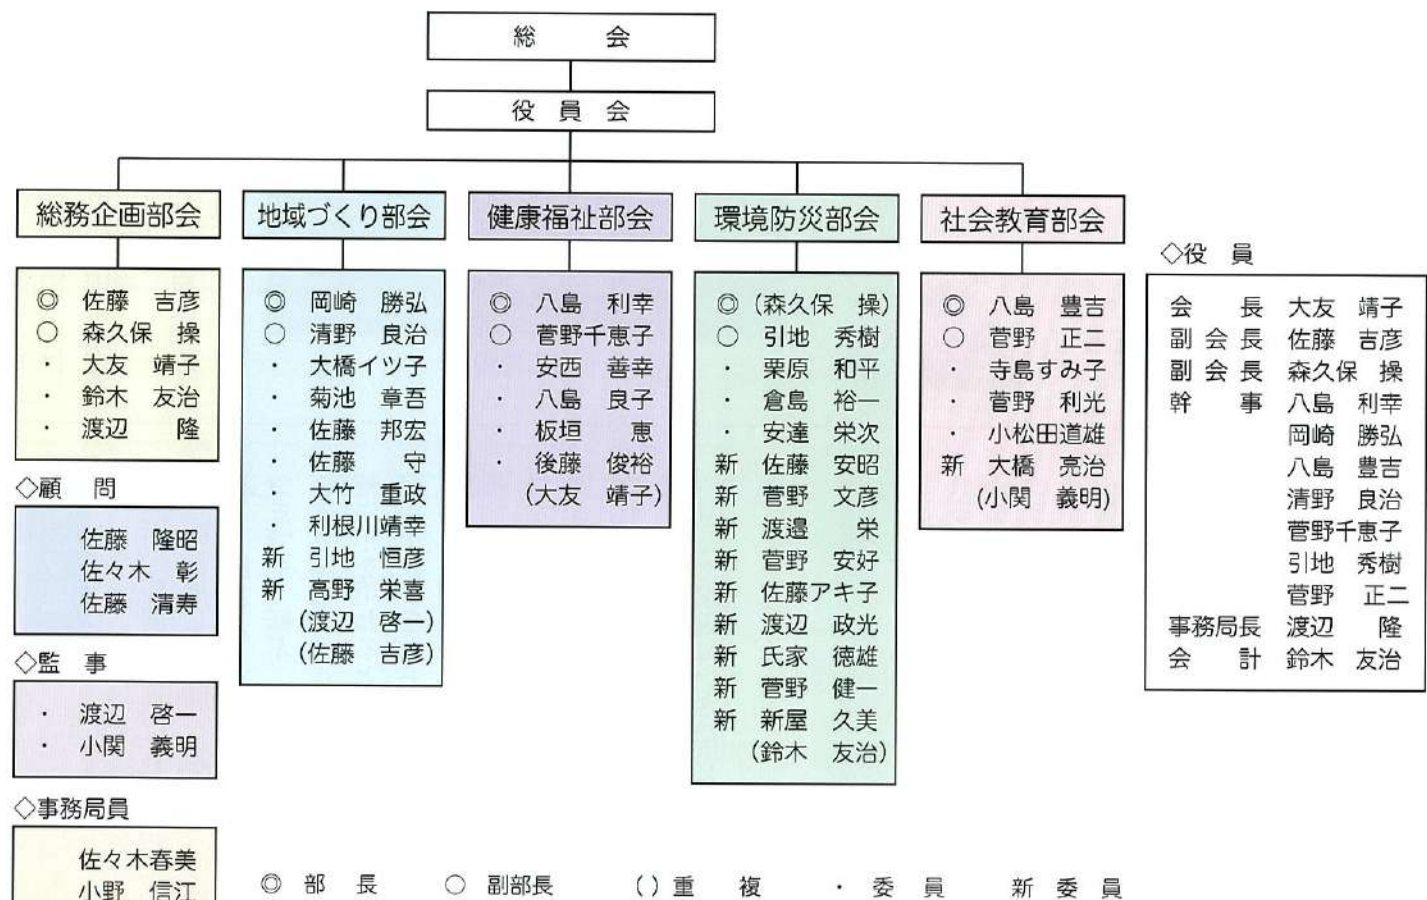 総　会
役 員 会
総務企画部会
◎ 佐藤 吉彦
○ 森久保 操
・ 大友 靖子
・ 鈴木 友治
・ 渡辺 隆
◇顧 問
佐藤 隆昭
佐々木 彰
佐藤 清寿
◇監 事
・ 渡辺 啓一
・ 小関 義明
◇事務局員
佐々木春美
小野 信江
地域づくり部会
◎ 岡崎 勝弘
○ 清野 良治
・ 大橋イツ子
・ 菊池 章吾
・ 佐藤 邦宏
・ 佐藤 守
・ 大竹 重政
・ 利根川靖幸
新 引地 恒彦
新 高野 栄喜
(渡辺 啓一)
(佐藤 吉彦)
健康福祉部会
◎ 八島 利幸
○ 菅野千恵子
・ 安西 善幸
・ 八島 良子
・ 板垣 恵
・ 後藤 俊裕
(大友 靖子)
環境防災部会
◎ (森久保 操)
○ 引地 秀樹
・ 栗原 和平
・ 倉島 裕一
・ 安達 栄次
新 佐藤 安昭
新 菅野 文彦
新 渡邉 栄
新 菅野 安好
新 佐藤アキ子
新 渡辺 政光
新 氏家 徳雄
新 菅野 健一
新 新屋 久美
(鈴木 友治)
社会教育部会
◎ 八島 豊吉
○ 菅野 正二
・ 寺島すみ子
・ 菅野 利光
・ 小松田道雄
新 大橋 亮治
(小関 義明)
◇役 員
会 長 大友 靖子
副 会 長 佐藤 吉彦
副 会 長 森久保 操
幹 事 八島 利幸
岡崎 勝弘
八島 豊吉
清野 良治
菅野千恵子
引地 秀樹
菅野 正二
事務局長 渡辺 隆
会 計 鈴木 友治
◎ 部 長 ○ 副部長 ( ) 重 複 ・ 委 員 新 委 員